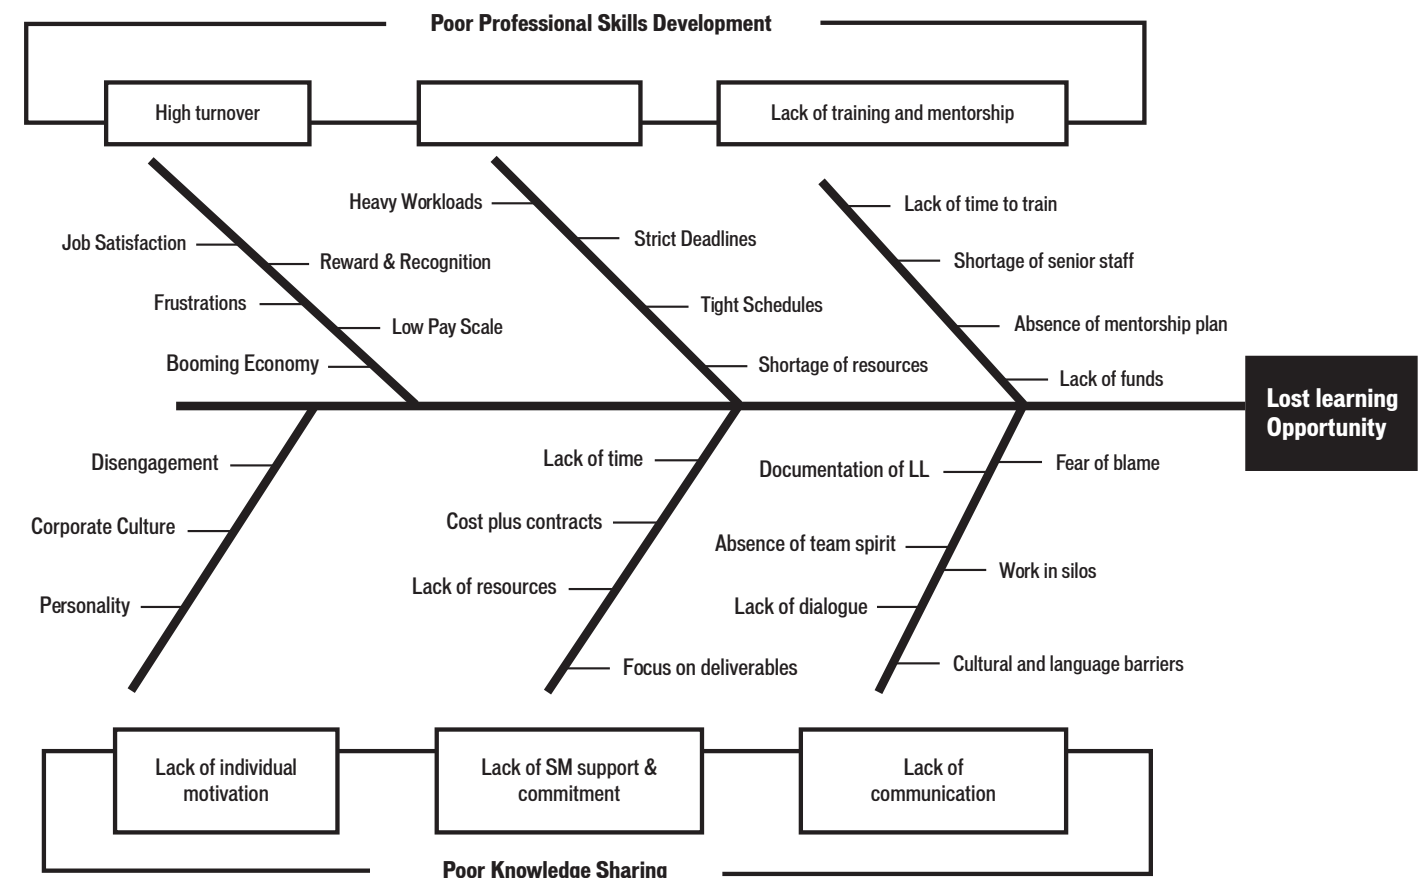 Poor Professional Skills Development
High turnover
Lack of training and mentorship
Heavy Workloads
Lack of time to train
Job Satisfaction
Strict Deadlines
Reward & Recognition
Shortage of senior staff
Frustrations
Tight Schedules
Low Pay Scale
Absence of mentorship plan
Booming Economy
Shortage of resources
Lack of funds
Lost learning
Opportunity
Disengagement
Lack of time
Documentation of LL
Fear of blame
Corporate Culture
Cost plus contracts
Absence of team spirit
Work in silos
Lack of resources
Personality
Lack of dialogue
Focus on deliverables
Cultural and language barriers
Lack of individual
motivation
Lack of SM support &
commitment
Lack of
communication
Poor Knowledge Sharing